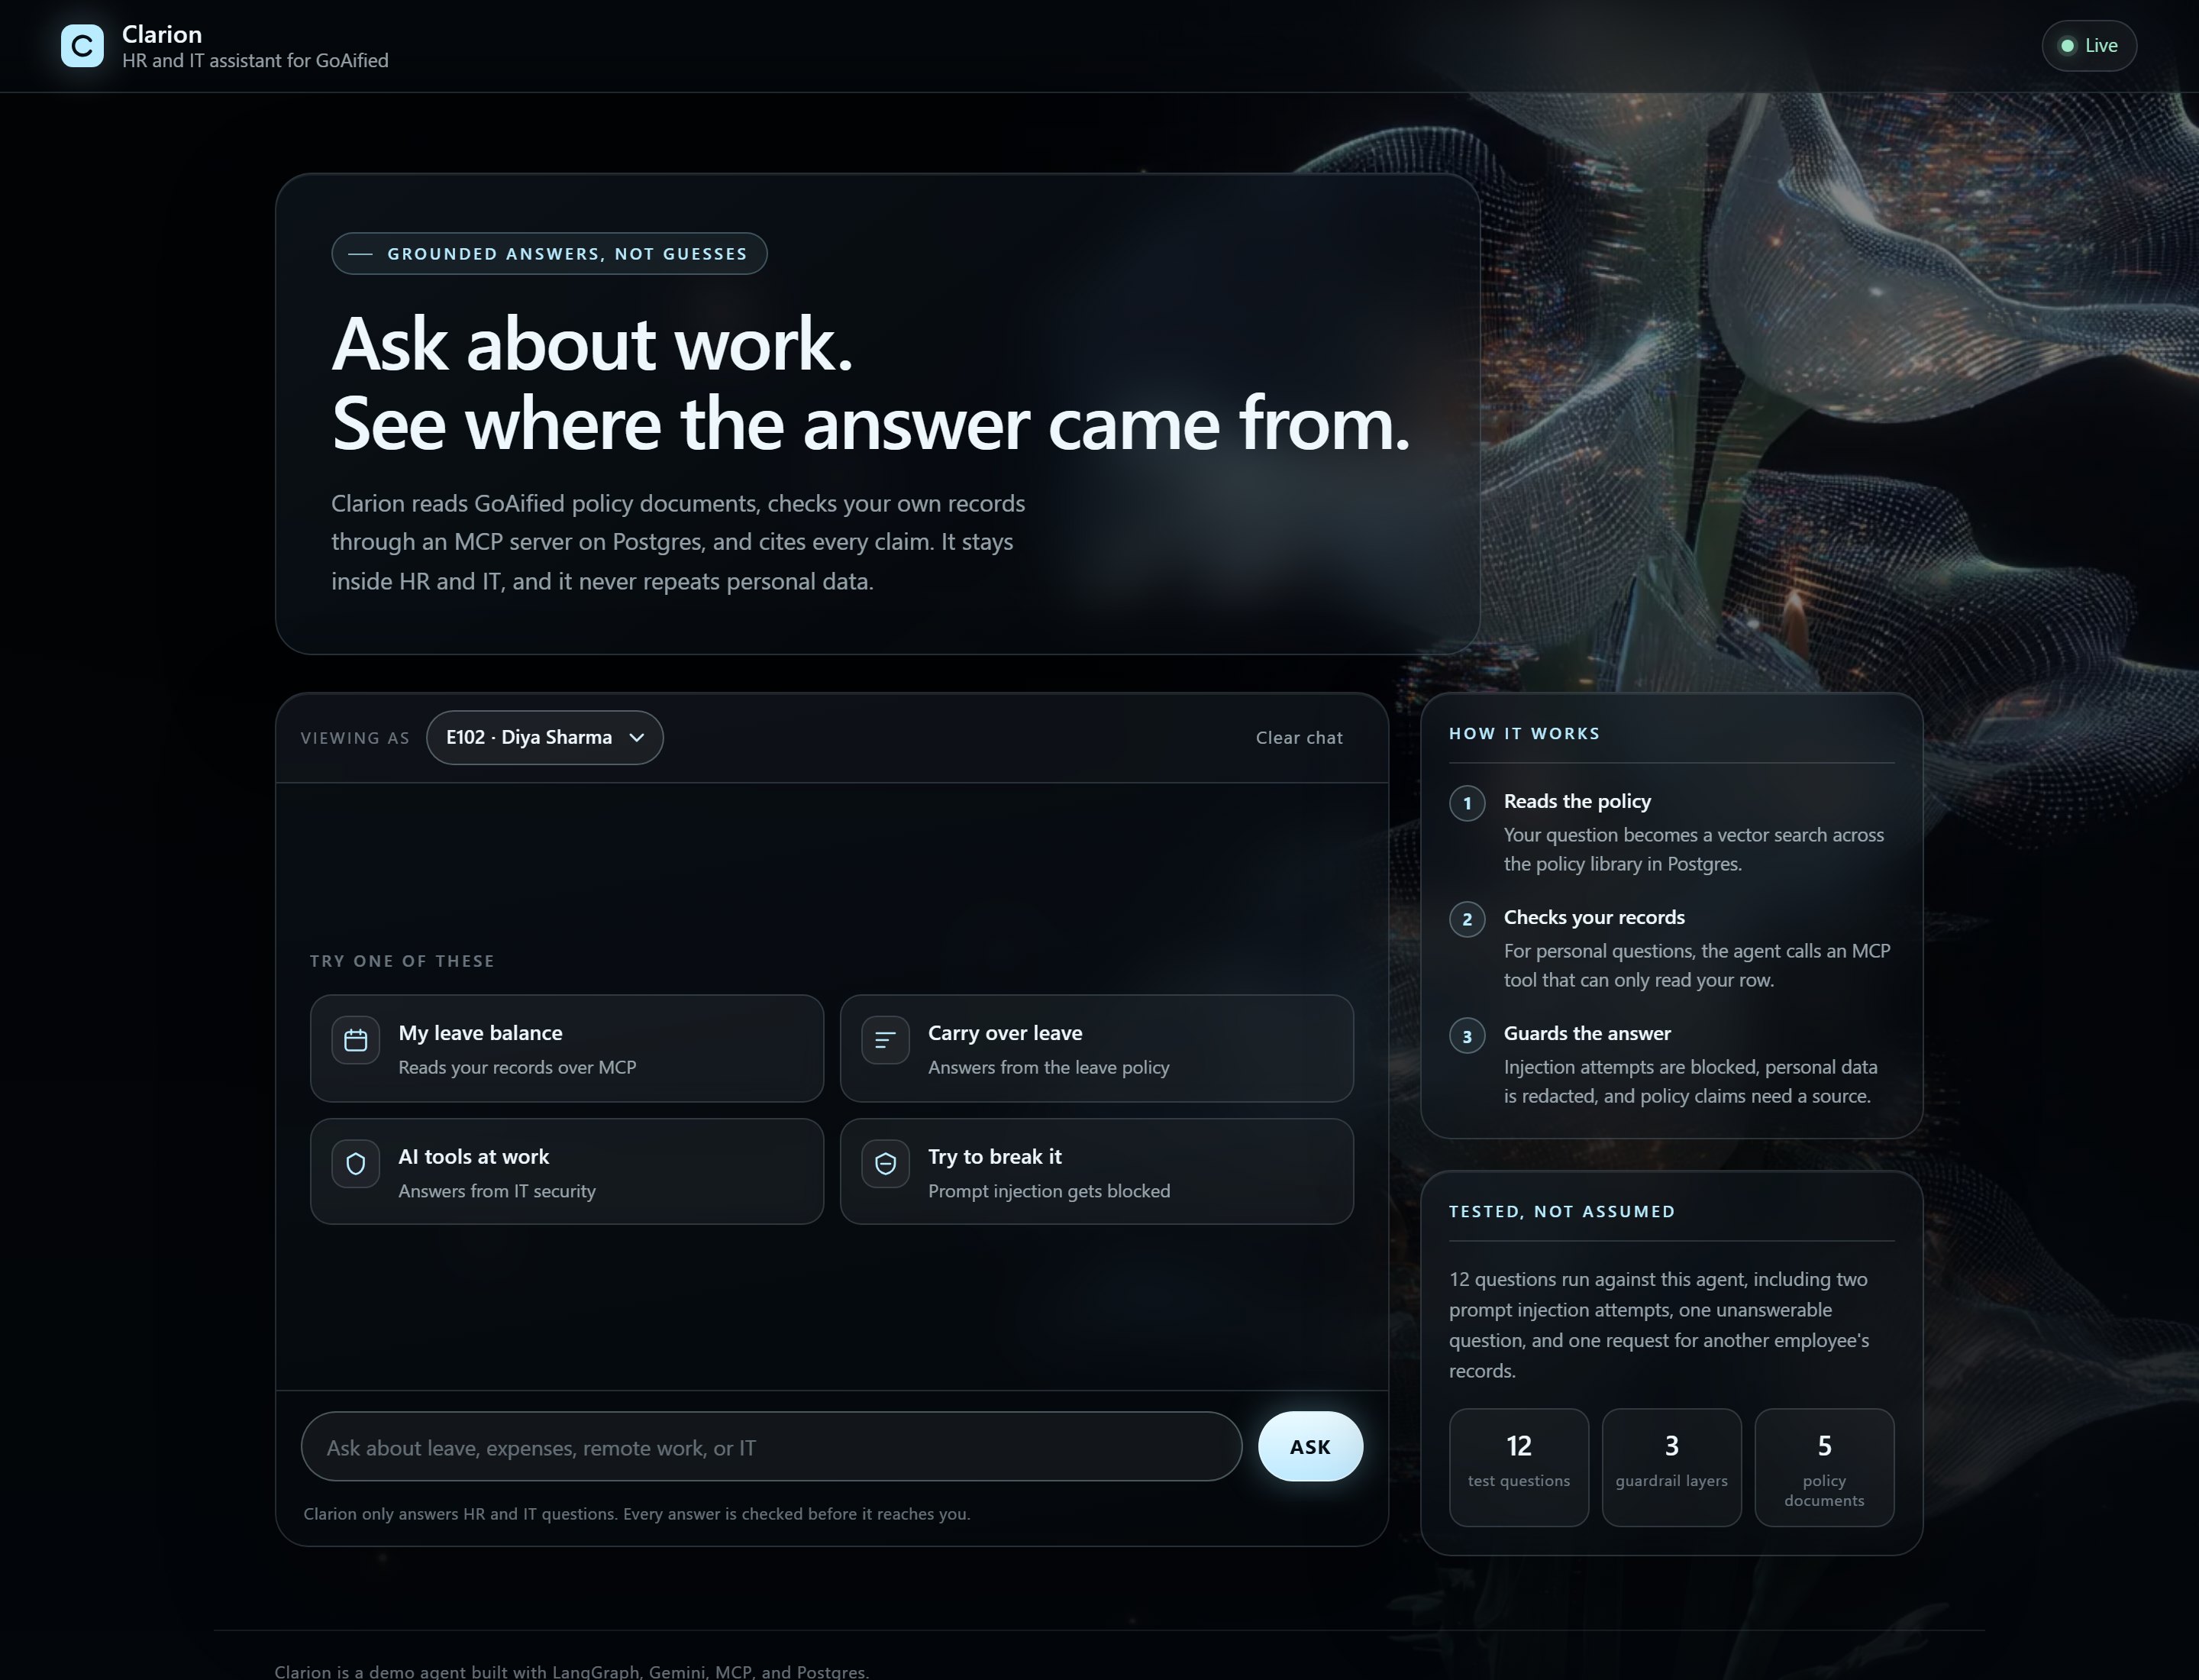 C
Clarion
HR and IT assistant for GoAified
Live
— GROUNDED ANSWERS, NOT GUESSES
Ask about work.
See where the answer came from.
Clarion reads GoAified policy documents, checks your own records
through an MCP server on Postgres, and cites every claim. It stays
inside HR and IT, and it never repeats personal data.
VIEWING AS
E102 · Diya Sharma
Clear chat
TRY ONE OF THESE
My leave balance
Reads your records over MCP
Carry over leave
Answers from the leave policy
AI tools at work
Answers from IT security
Try to break it
Prompt injection gets blocked
Ask about leave, expenses, remote work, or IT
ASK
Clarion only answers HR and IT questions. Every answer is checked before it reaches you.
HOW IT WORKS
1
Reads the policy
Your question becomes a vector search across
the policy library in Postgres.
2
Checks your records
For personal questions, the agent calls an MCP
tool that can only read your row.
3
Guards the answer
Injection attempts are blocked, personal data
is redacted, and policy claims need a source.
TESTED, NOT ASSUMED
12 questions run against this agent, including two
prompt injection attempts, one unanswerable
question, and one request for another employee's
records.
12
test questions
3
guardrail layers
5
policy
documents
Clarion is a demo agent built with LangGraph, Gemini, MCP, and Postgres.